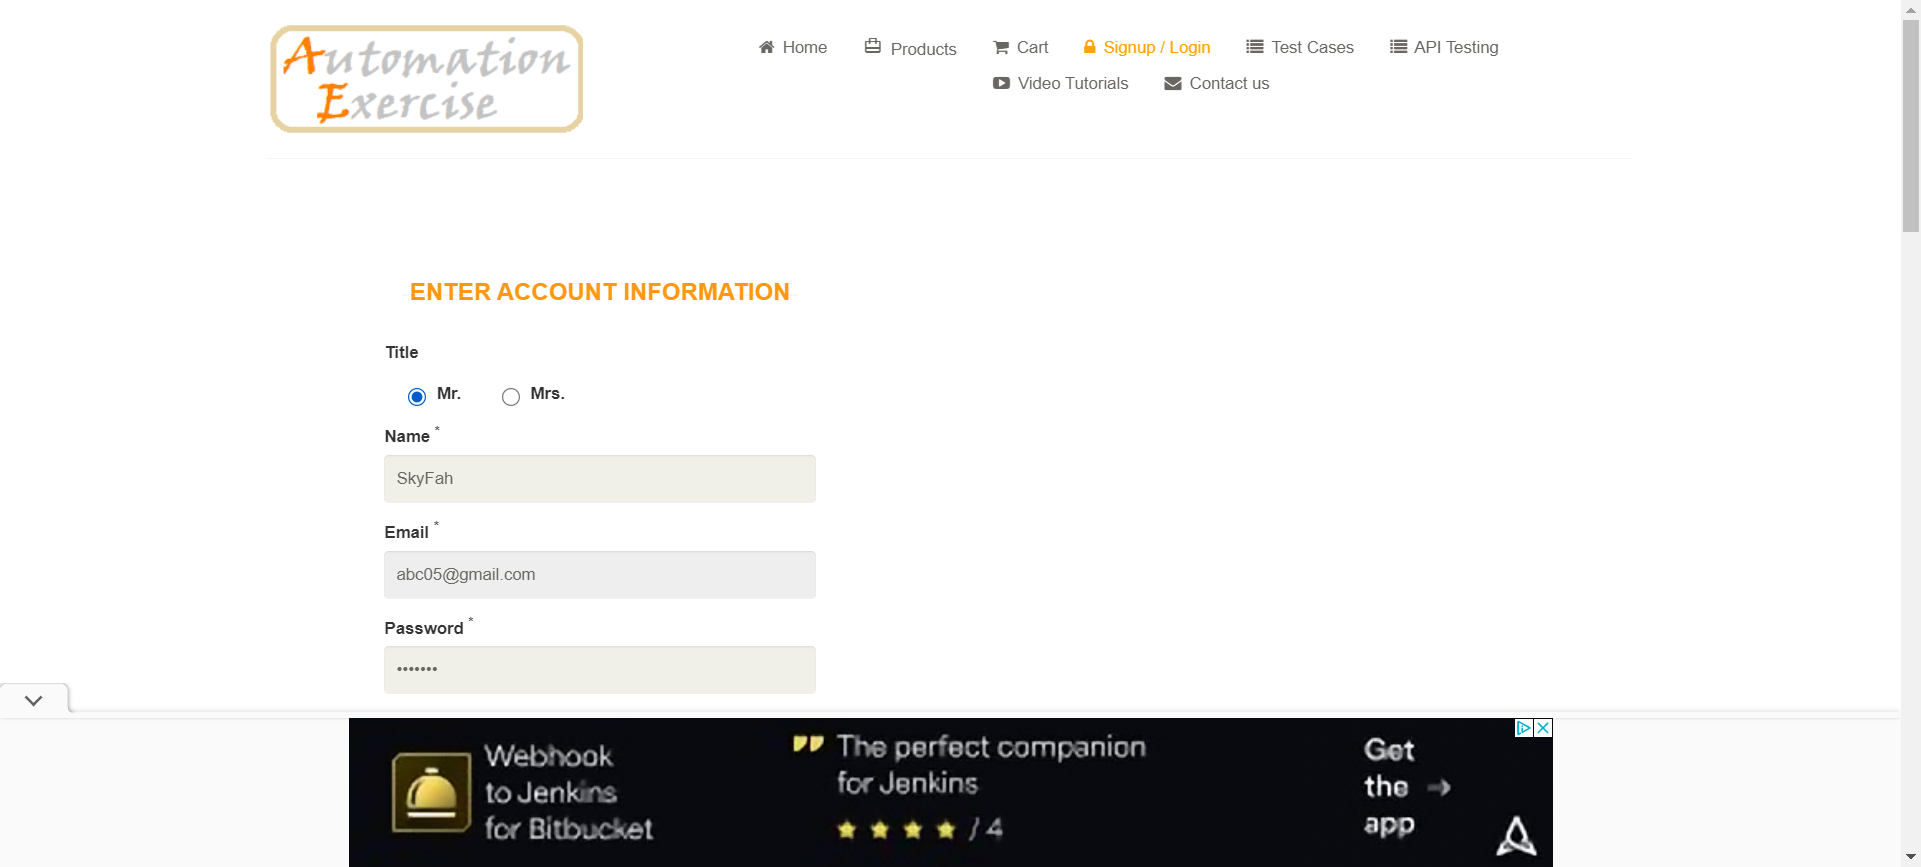 Automation
Exercise
Home
Products
Cart
Signup / Login
Test Cases
API Testing
Video Tutorials
Contact us
ENTER ACCOUNT INFORMATION
Title
Mr.
Mrs.
Name *
SkyFah
Email *
abc05@gmail.com
Password *
•••••••
Webhook
to Jenkins
for Bitbucket
The perfect companion
for Jenkins
/ 4
Get
the
app